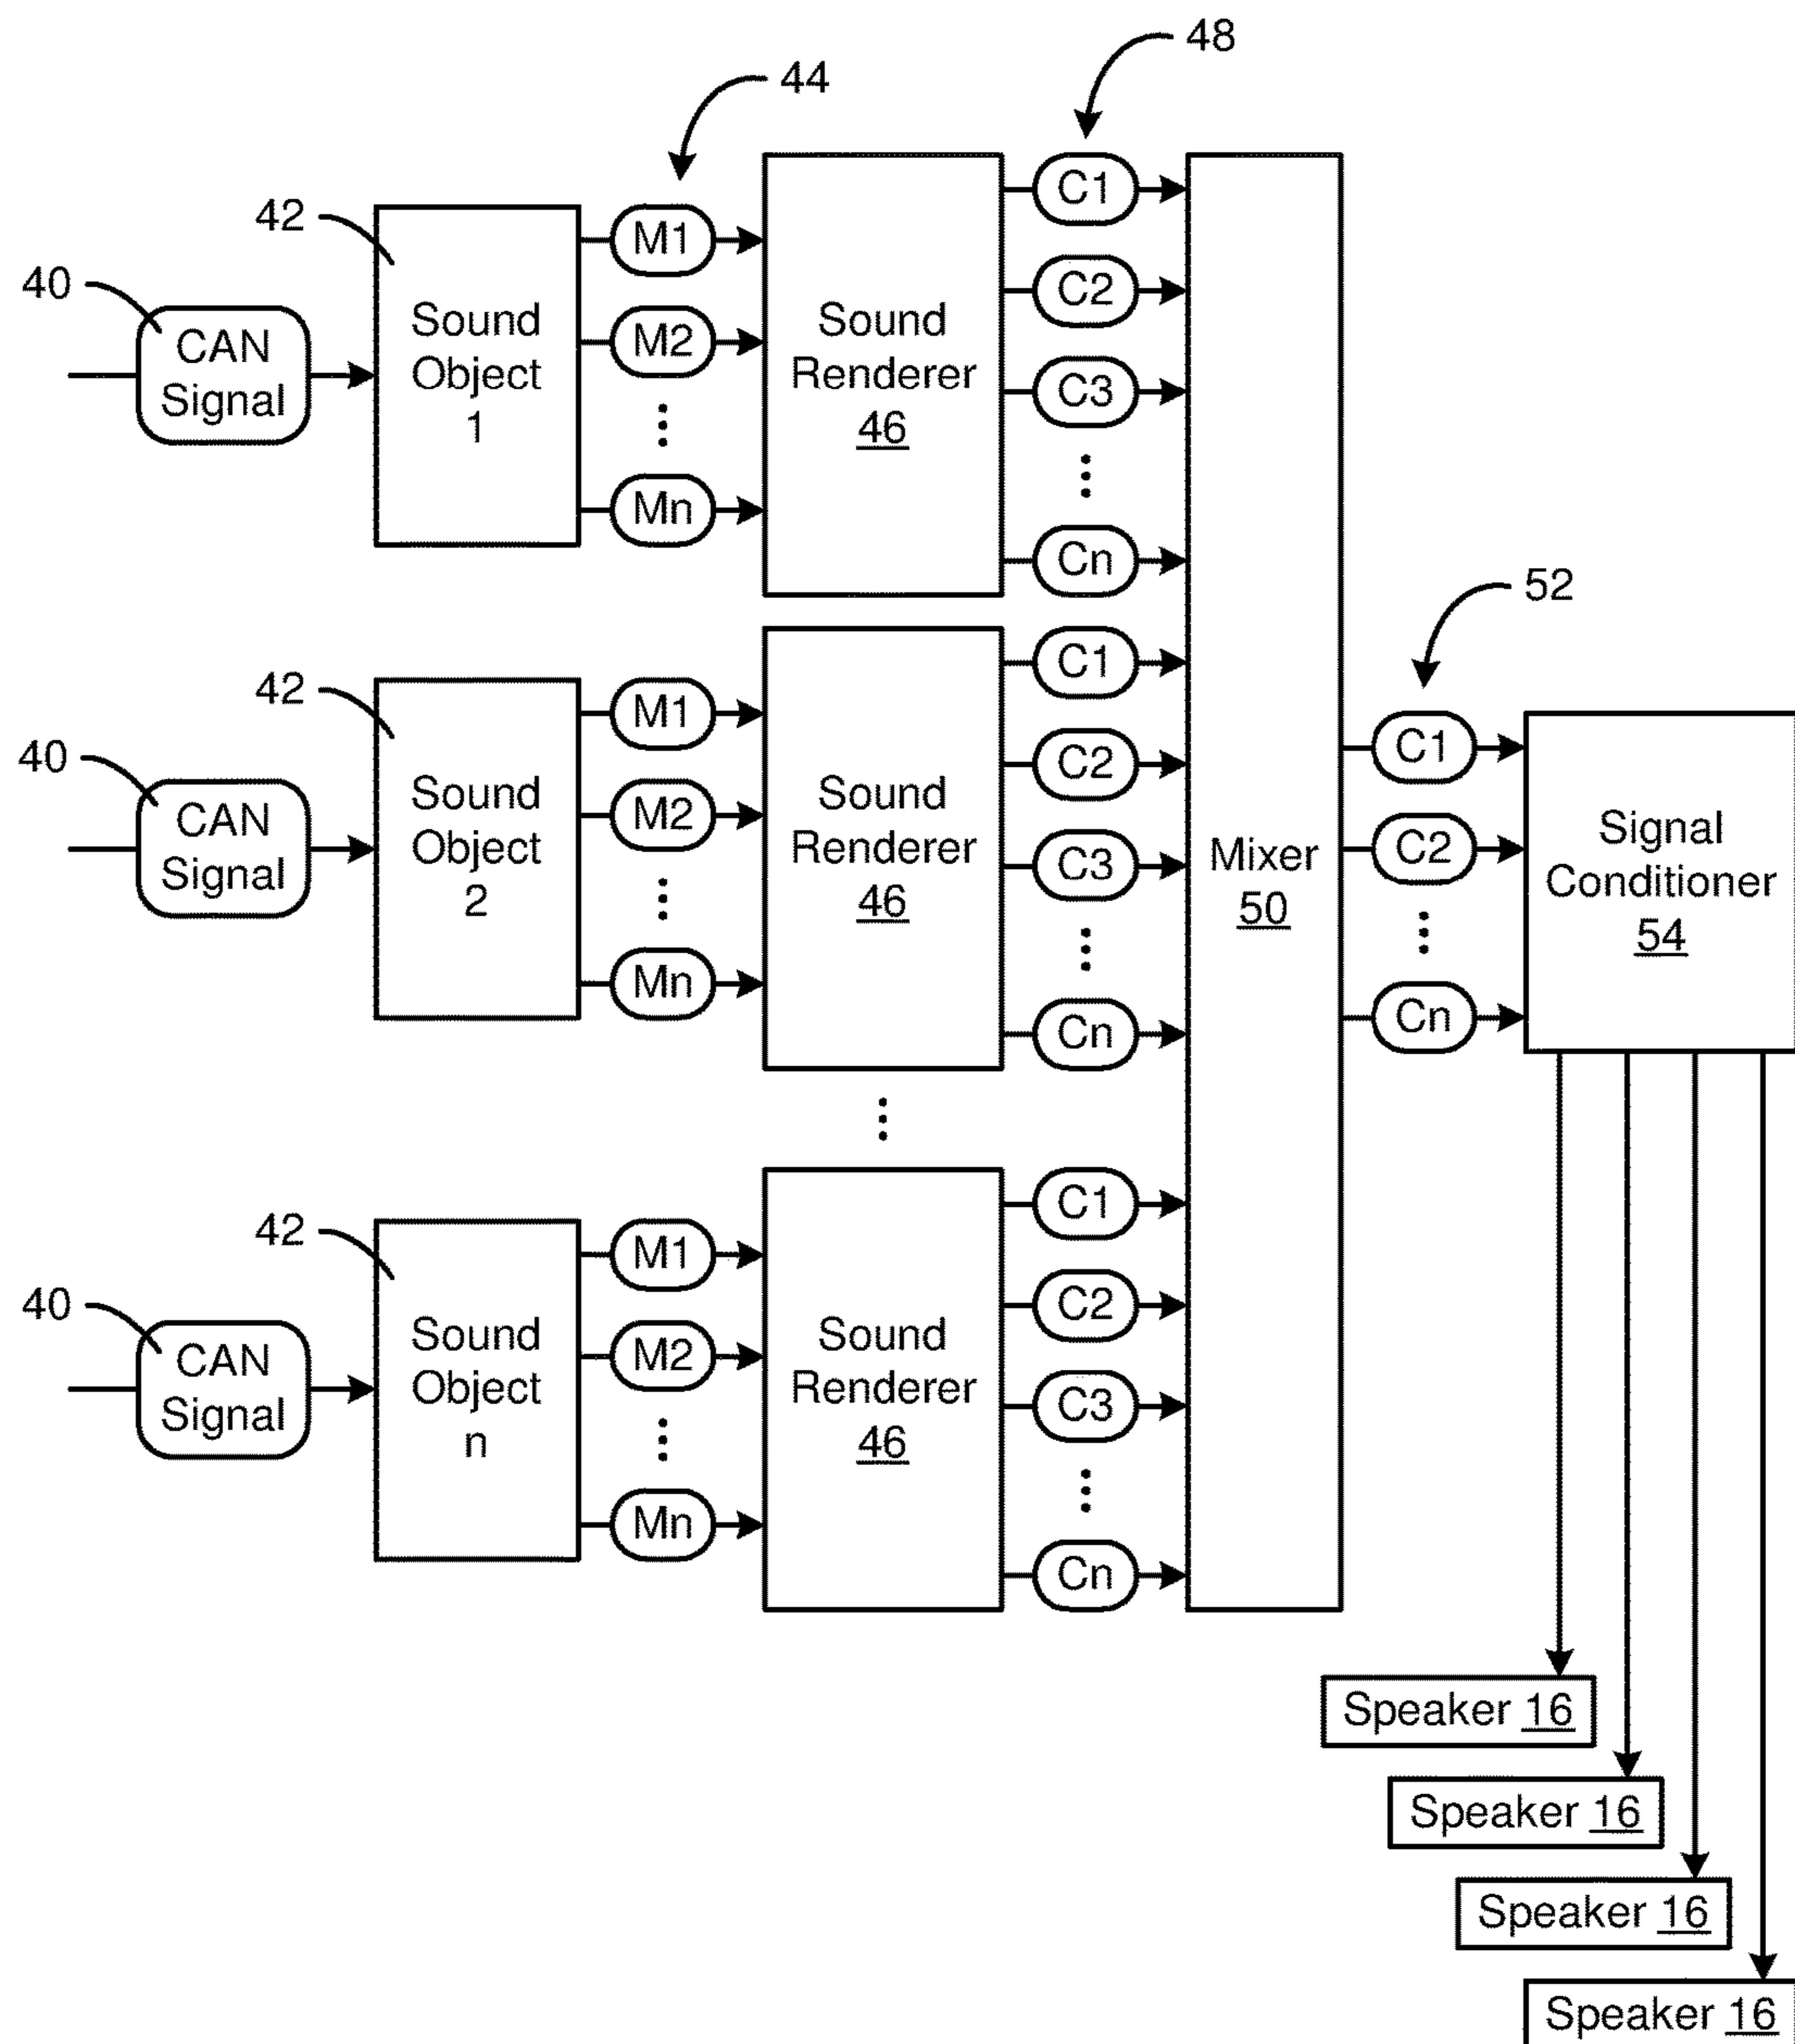 48
44
42
40
CAN
Signal
Sound
Object
1
M1
M2
Mn
Sound
Renderer
46
C1
C2
C3
Cn
42
40
CAN
Signal
Sound
Object
2
M1
M2
Mn
Sound
Renderer
46
C1
C2
C3
Cn
42
40
CAN
Signal
Sound
Object
n
M1
M2
Mn
Sound
Renderer
46
C1
C2
C3
Cn
Mixer
50
52
C1
C2
Cn
Signal
Conditioner
54
Speaker 16
Speaker 16
Speaker 16
Speaker 16